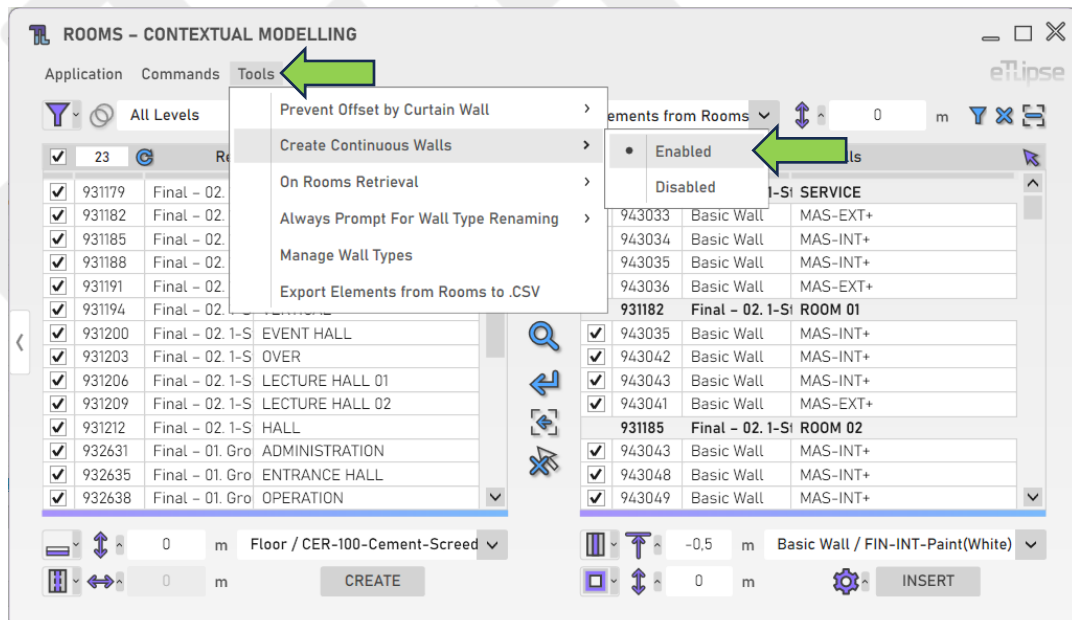 ROOMS – CONTEXTUAL MODELLING
Application Commands Tools
eTLipse
All Levels
ements from Rooms
0 m
Prevent Offset by Curtain Wall
Create Continuous Walls
On Rooms Retrieval
Always Prompt For Wall Type Renaming
Manage Wall Types
Export Elements from Rooms to .CSV
Enabled
Disabled
23 Re
931179 Final – 02.
931182 Final – 02.
931185 Final – 02.
931188 Final – 02.
931191 Final – 02.
931194 Final – 02. 1-S
931200 Final – 02. 1-S EVENT HALL
931203 Final – 02. 1-S OVER
931206 Final – 02. 1-S LECTURE HALL 01
931209 Final – 02. 1-S LECTURE HALL 02
931212 Final – 02. 1-S HALL
932631 Final – 01. Gro ADMINISTRATION
932635 Final – 01. Gro ENTRANCE HALL
932638 Final – 01. Gro OPERATION
ls
1-St SERVICE
943033 Basic Wall MAS-EXT+
943034 Basic Wall MAS-INT+
943035 Basic Wall MAS-INT+
943036 Basic Wall MAS-EXT+
931182 Final – 02. 1-St ROOM 01
943035 Basic Wall MAS-INT+
943042 Basic Wall MAS-INT+
943043 Basic Wall MAS-INT+
943041 Basic Wall MAS-EXT+
931185 Final – 02. 1-St ROOM 02
943043 Basic Wall MAS-INT+
943048 Basic Wall MAS-INT+
943049 Basic Wall MAS-INT+
0 m Floor / CER-100-Cement-Screed
0 m CREATE
-0,5 m Basic Wall / FIN-INT-Paint(White)
0 m INSERT